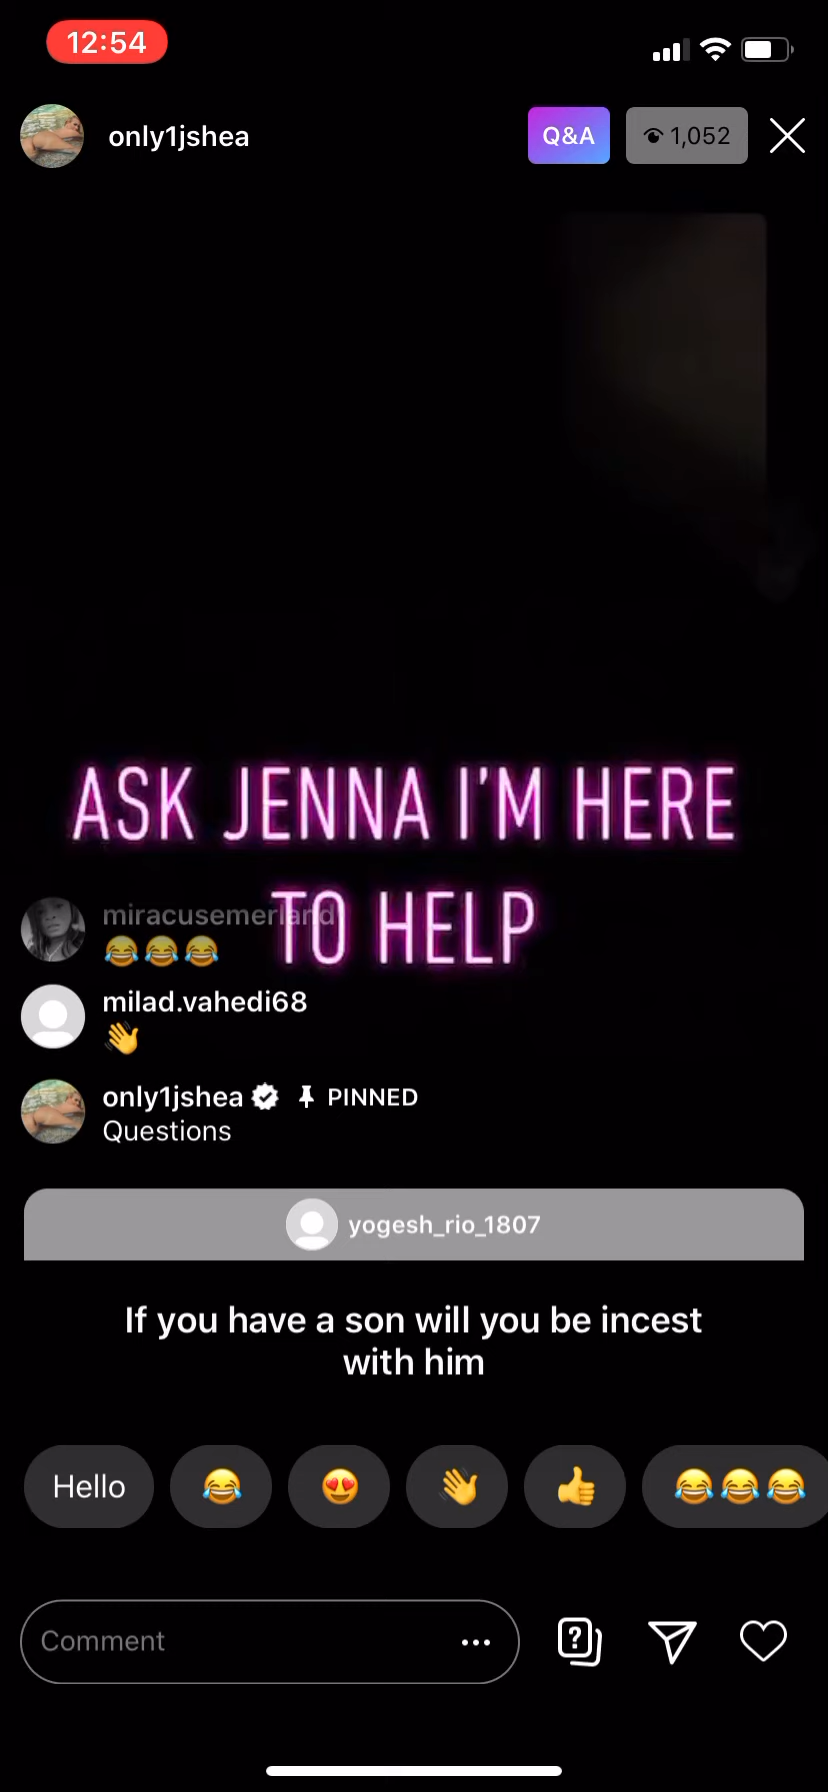 12:54
only1jshea
Q&A
1,052
ASK JENNA I'M HERE
TO HELP
miracusemerland
😂😂😂
milad.vahedi68
👋
only1jshea PINNED
Questions
yogesh_rio_1807
If you have a son will you be incest
with him
Hello 😂 😍 👋 👍 😂😂😂
Comment